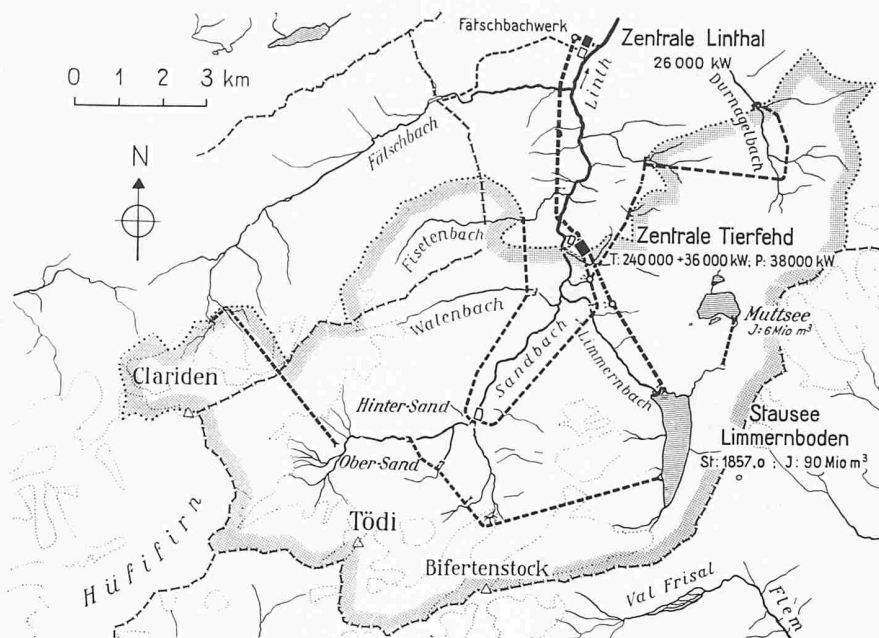 Fätschbachwerk
Zentrale Linthal
26 000 kW
0 1 2 3 km
Linth
Durnagelbach
Fätschbach
N
Fisetenbach
Zentrale Tierfehd
T: 240 000 + 36 000 kW; P: 38000 kW
Walenbach
Sandbach
Limmernbach
Muttsee
J: 6 Mio m³
Clariden
Hinter-Sand
Stausee
Limmernboden
St: 1857,0 ; J: 90 Mio m³
Ober-Sand
Tödi
Hüfifirn
Bifertenstock
Val Frisal
Flem